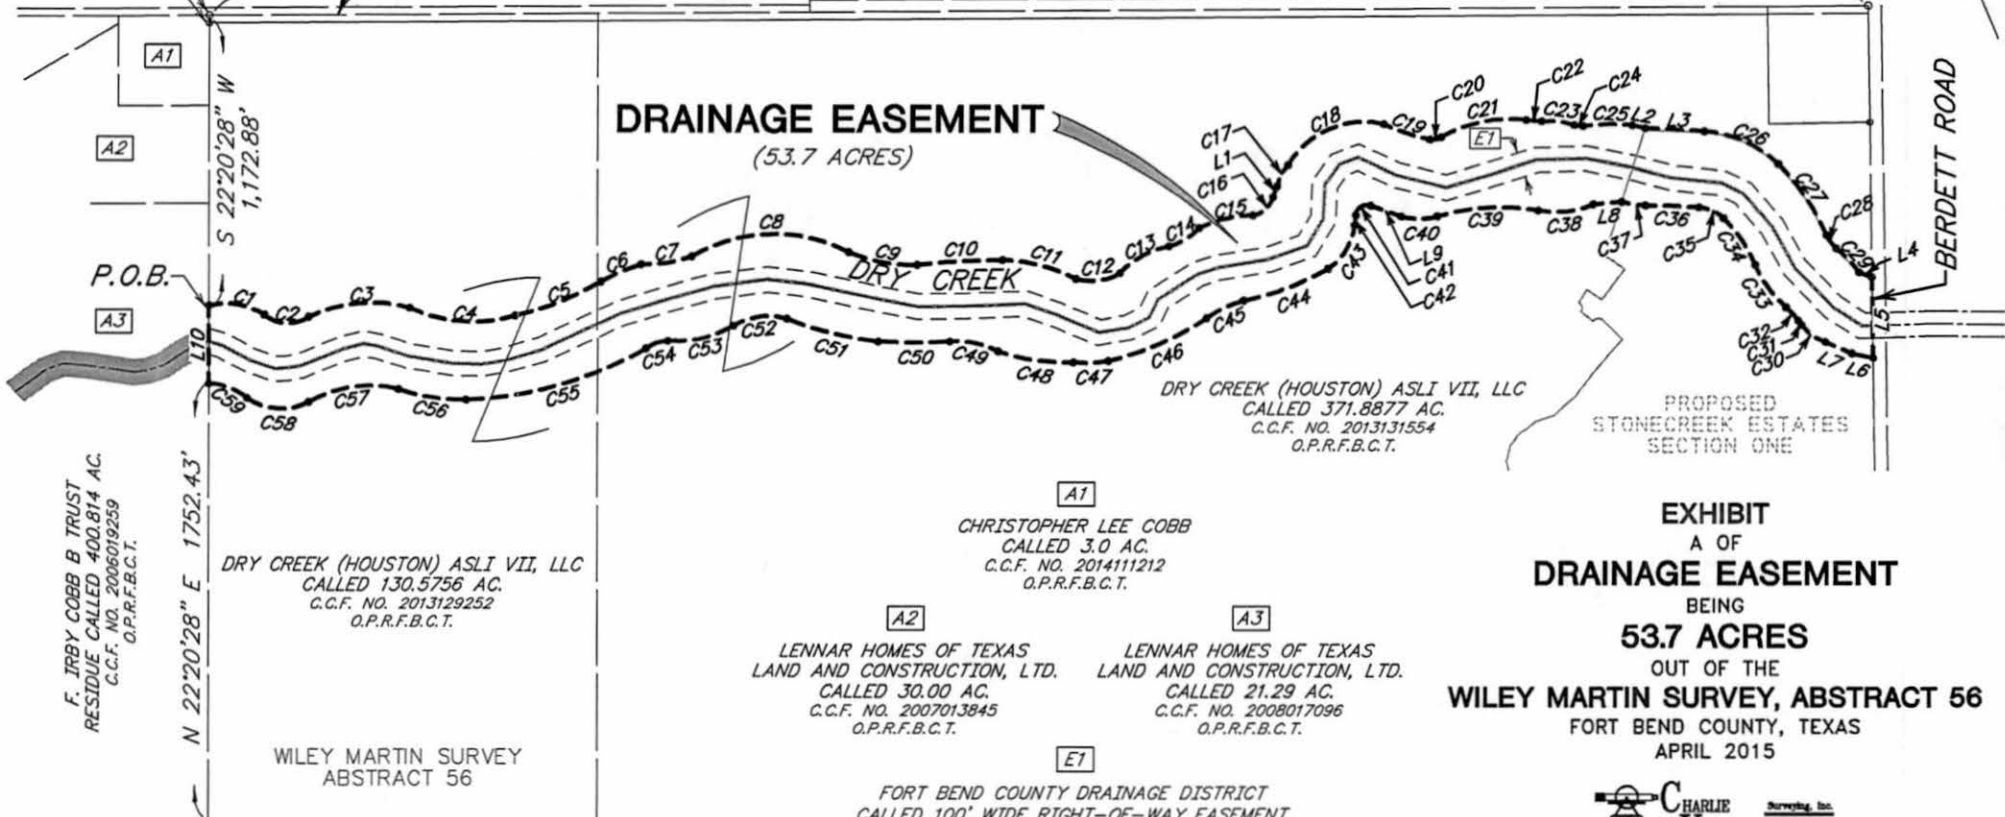 A1
A2
A3
S 22°20'28" W
1,172.88'
P.O.B.
L10
DRAINAGE EASEMENT
(53.7 ACRES)
C1
C2
C3
C4
C5
C6
C7
C8
C9
C10
C11
C12
C13
C14
C15
C16
L1
C17
C18
C19
C20
C21
C22
C23
C24
C25
L2
L3
C26
C27
C28
C29
L4
L5
E1
DRY CREEK
BERDETT ROAD
L6
L7
C30
C31
C32
C33
C34
C35
C36
C37
L8
C38
C39
C40
L9
C41
C42
C43
C44
C45
C46
C47
C48
C49
C50
C51
C52
C53
C54
C55
C56
C57
C58
C59
DRY CREEK (HOUSTON) ASLI VII, LLC
CALLED 371.8877 AC.
C.C.F. NO. 2013131554
O.P.R.F.B.C.T.
PROPOSED
STONECREEK ESTATES
SECTION ONE
F. IRBY COBB B TRUST
RESIDUE CALLED 400.814 AC.
C.C.F. NO. 2006019259
O.P.R.F.B.C.T.
N 22°20'28" E 1752.43'
DRY CREEK (HOUSTON) ASLI VII, LLC
CALLED 130.5756 AC.
C.C.F. NO. 2013129252
O.P.R.F.B.C.T.
WILEY MARTIN SURVEY
ABSTRACT 56
A1
CHRISTOPHER LEE COBB
CALLED 3.0 AC.
C.C.F. NO. 2014111212
O.P.R.F.B.C.T.
A2
LENNAR HOMES OF TEXAS
LAND AND CONSTRUCTION, LTD.
CALLED 30.00 AC.
C.C.F. NO. 2007013845
O.P.R.F.B.C.T.
A3
LENNAR HOMES OF TEXAS
LAND AND CONSTRUCTION, LTD.
CALLED 21.29 AC.
C.C.F. NO. 2008017096
O.P.R.F.B.C.T.
E1
FORT BEND COUNTY DRAINAGE DISTRICT
CALLED 100' WIDE RIGHT-OF-WAY EASEMENT
EXHIBIT
A OF
DRAINAGE EASEMENT
BEING
53.7 ACRES
OUT OF THE
WILEY MARTIN SURVEY, ABSTRACT 56
FORT BEND COUNTY, TEXAS
APRIL 2015
CHARLIE
Surveying, Inc.